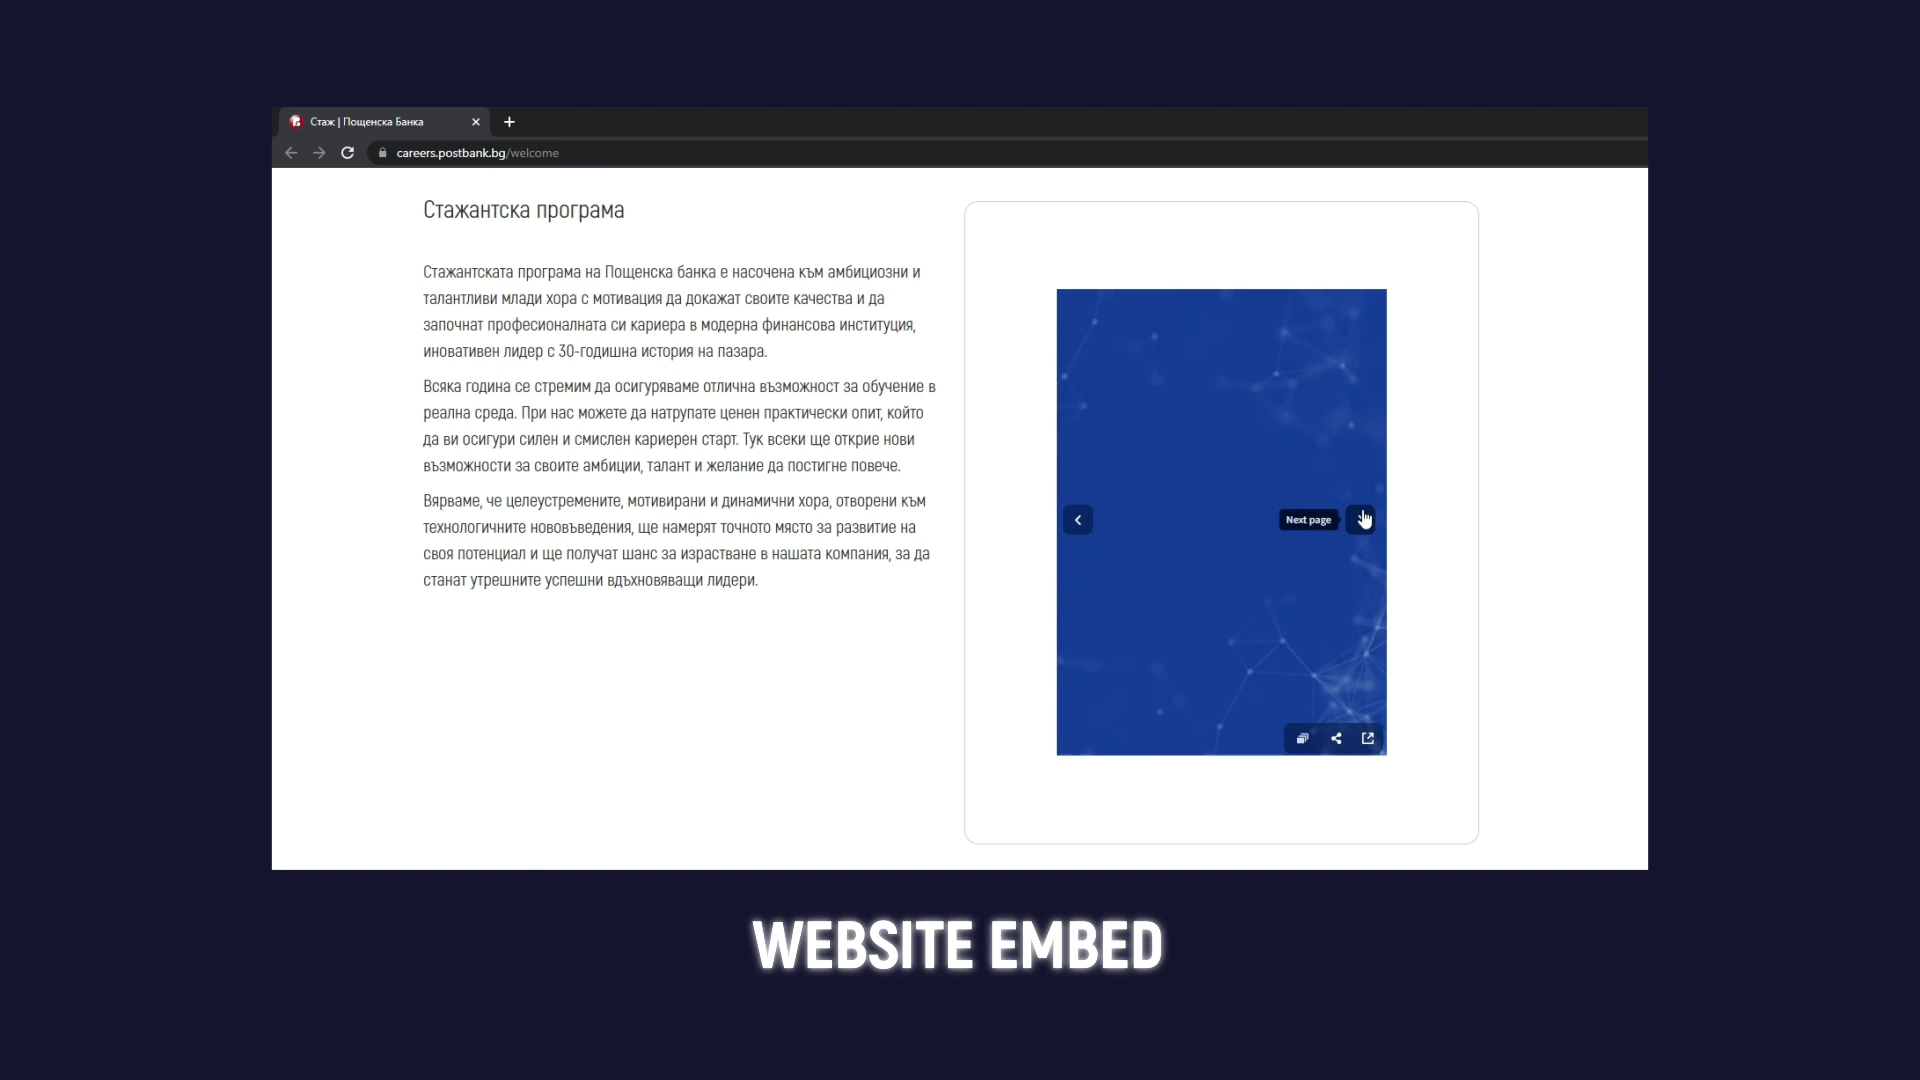 Стаж | Пощенска Банка
careers.postbank.bg/welcome
Стажантска програма
Стажантската програма на Пощенска банка е насочена към амбициозни и
талантливи млади хора с мотивация да докажат своите качества и да
започнат професионалната си кариера в модерна финансова институция,
иновативен лидер с 30-годишна история на пазара.
Всяка година се стремим да осигуряваме отлична възможност за обучение в
реална среда. При нас можете да натрупате ценен практически опит, който
да ви осигури силен и смислен кариерен старт. Тук всеки ще открие нови
възможности за своите амбиции, талант и желание да постигне повече.
Вярваме, че целеустремените, мотивирани и динамични хора, отворени към
технологичните нововъведения, ще намерят точното място за развитие на
своя потенциал и ще получат шанс за израстване в нашата компания, за да
станат утрешните успешни вдъхновяващи лидери.
Next page
WEBSITE EMBED